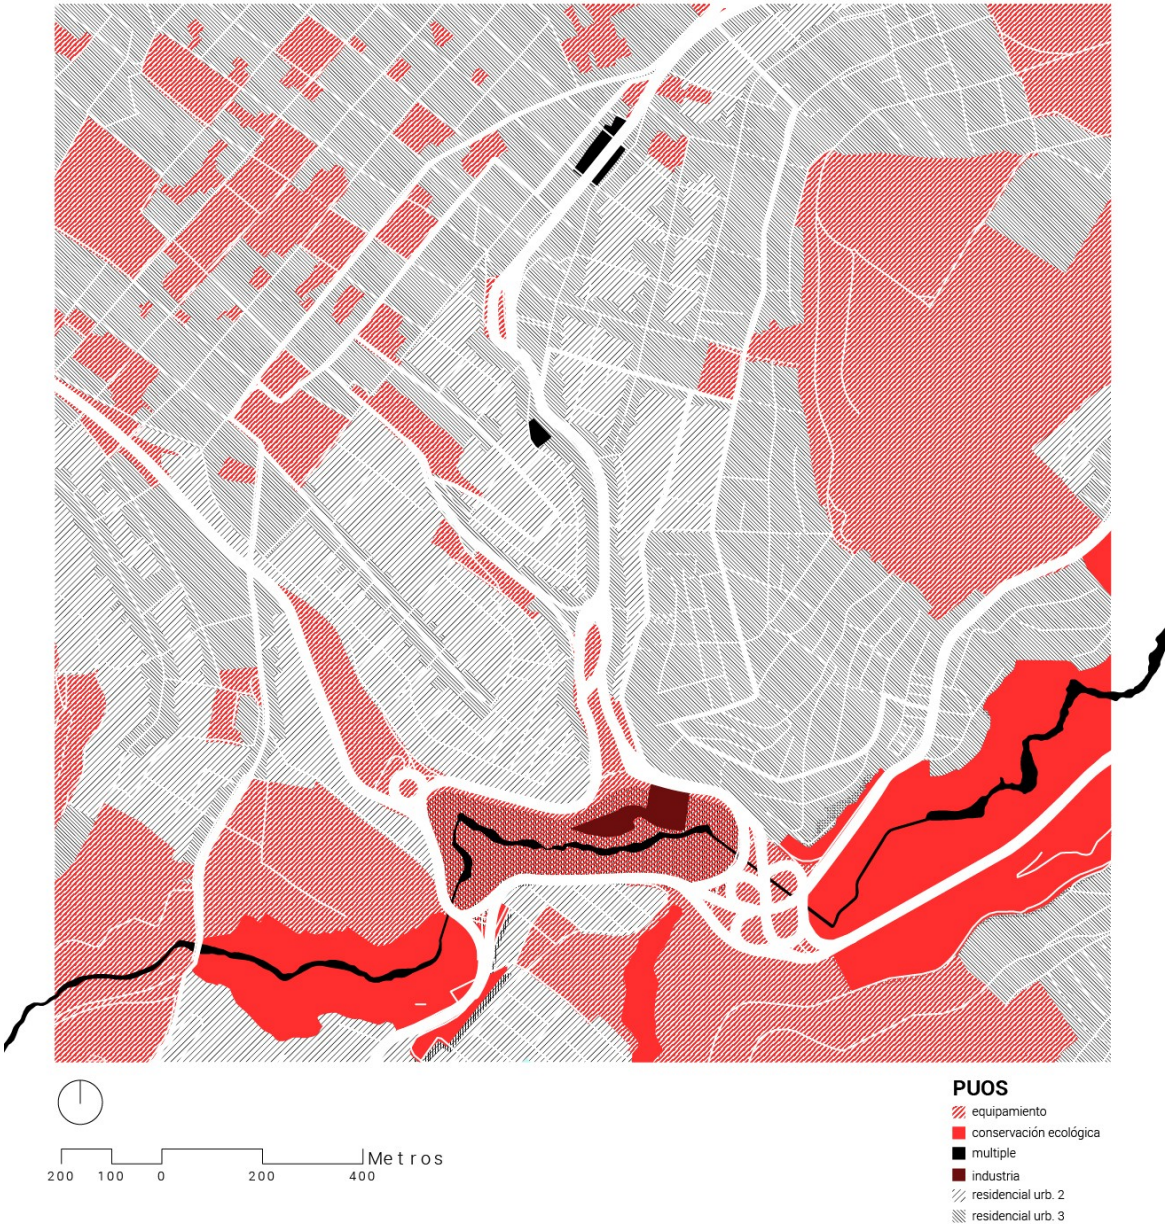 Metros
200 100 0 200 400
PUOS
equipamiento
conservación ecológica
multiple
industria
residencial urb. 2
residencial urb. 3